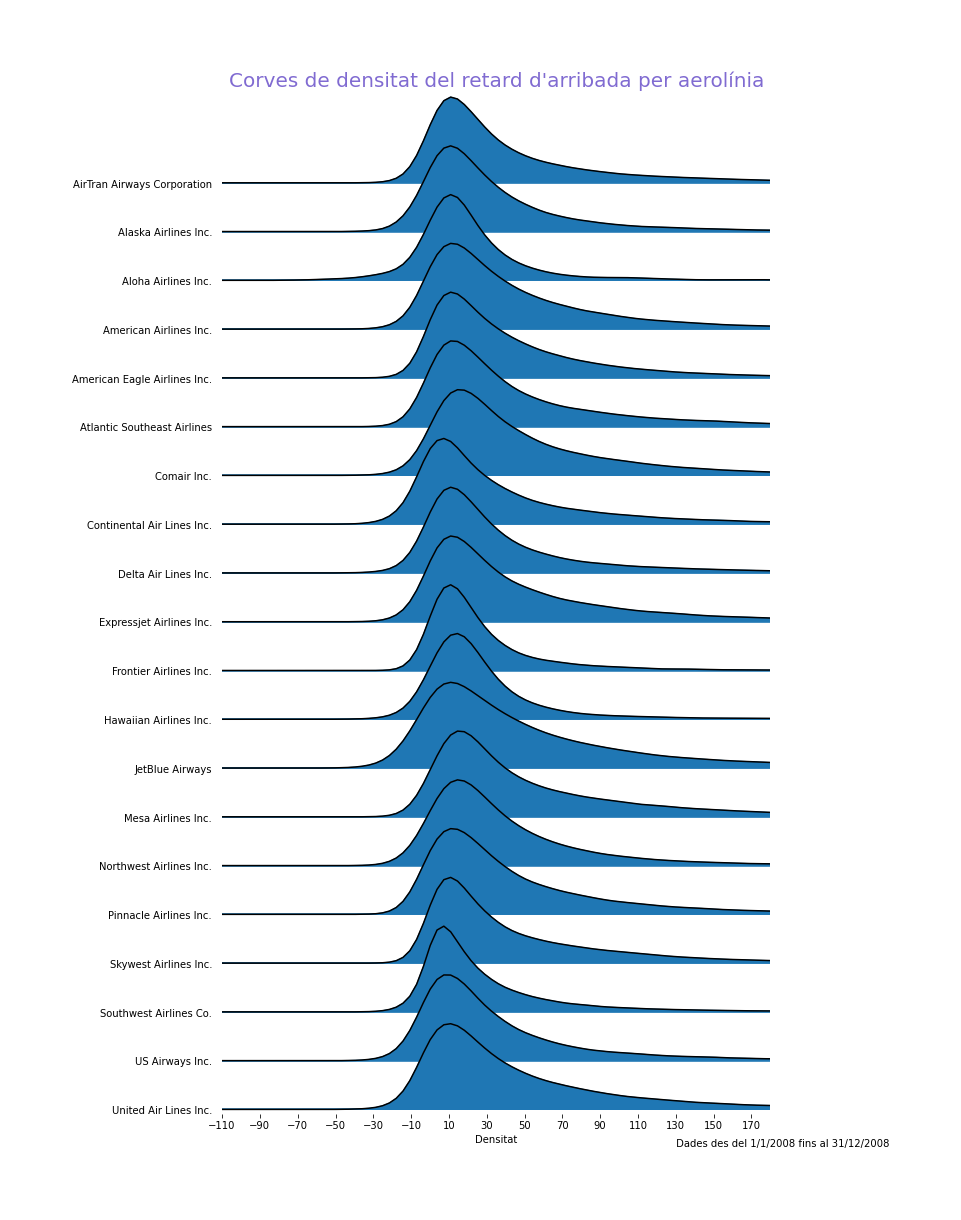 Corves de densitat del retard d'arribada per aerolínia
AirTran Airways Corporation
Alaska Airlines Inc.
Aloha Airlines Inc.
American Airlines Inc.
American Eagle Airlines Inc.
Atlantic Southeast Airlines
Comair Inc.
Continental Air Lines Inc.
Delta Air Lines Inc.
Expressjet Airlines Inc.
Frontier Airlines Inc.
Hawaiian Airlines Inc.
JetBlue Airways
Mesa Airlines Inc.
Northwest Airlines Inc.
Pinnacle Airlines Inc.
Skywest Airlines Inc.
Southwest Airlines Co.
US Airways Inc.
United Air Lines Inc.
−110 −90 −70 −50 −30 −10 10 30 50 70 90 110 130 150 170
Densitat
Dades des del 1/1/2008 fins al 31/12/2008